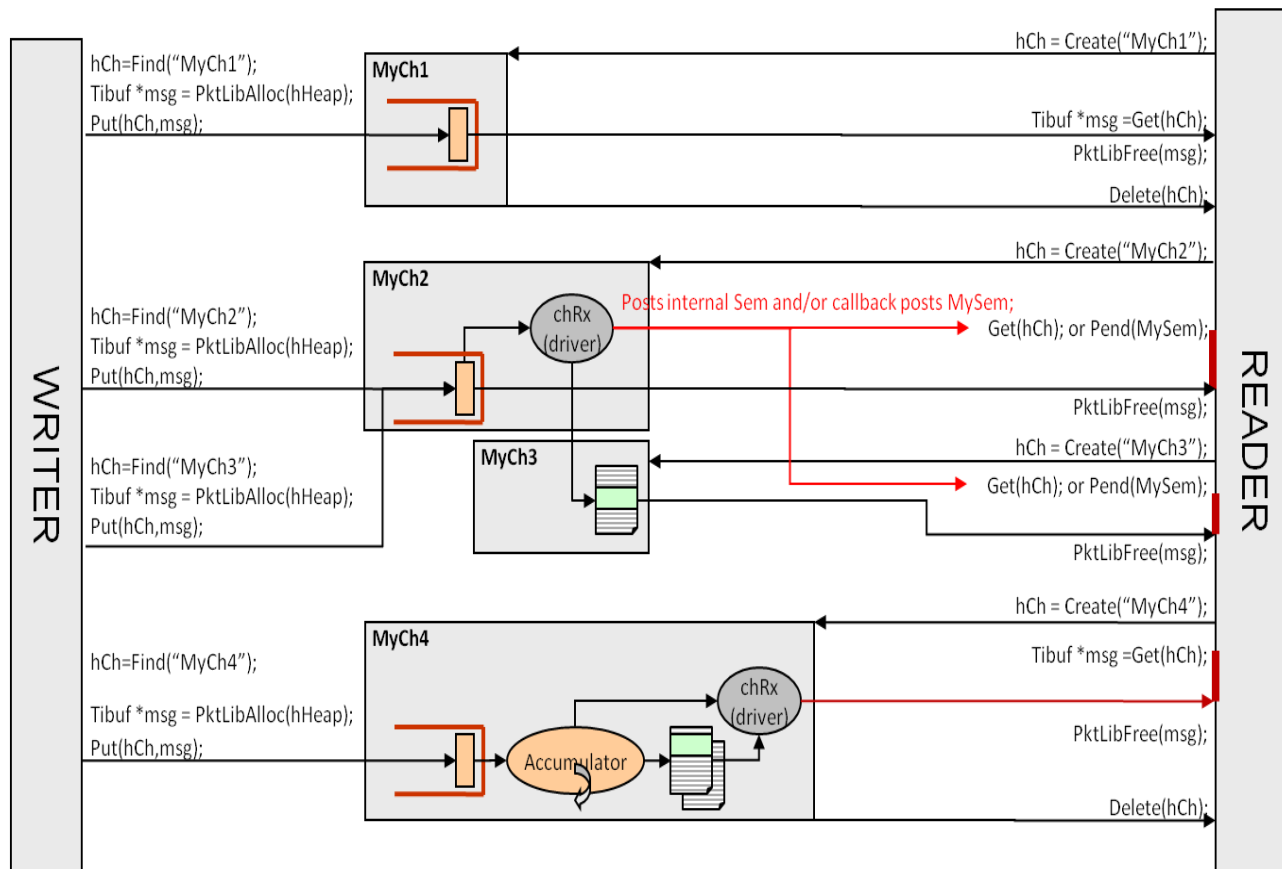 WRITER
READER
hCh = Create(“MyCh1”);
hCh=Find(“MyCh1”);
Tibuf *msg = PktLibAlloc(hHeap);
Put(hCh,msg);
MyCh1
Tibuf *msg =Get(hCh);
PktLibFree(msg);
Delete(hCh);
hCh = Create(“MyCh2”);
MyCh2
chRx
(driver)
Posts internal Sem and/or callback posts MySem;
Get(hCh); or Pend(MySem);
hCh=Find(“MyCh2”);
Tibuf *msg = PktLibAlloc(hHeap);
Put(hCh,msg);
PktLibFree(msg);
hCh = Create(“MyCh3”);
MyCh3
hCh=Find(“MyCh3”);
Tibuf *msg = PktLibAlloc(hHeap);
Put(hCh,msg);
Get(hCh); or Pend(MySem);
PktLibFree(msg);
hCh = Create(“MyCh4”);
MyCh4
hCh=Find(“MyCh4”);
Tibuf *msg = PktLibAlloc(hHeap);
Put(hCh,msg);
Accumulator
chRx
(driver)
Tibuf *msg =Get(hCh);
PktLibFree(msg);
Delete(hCh);